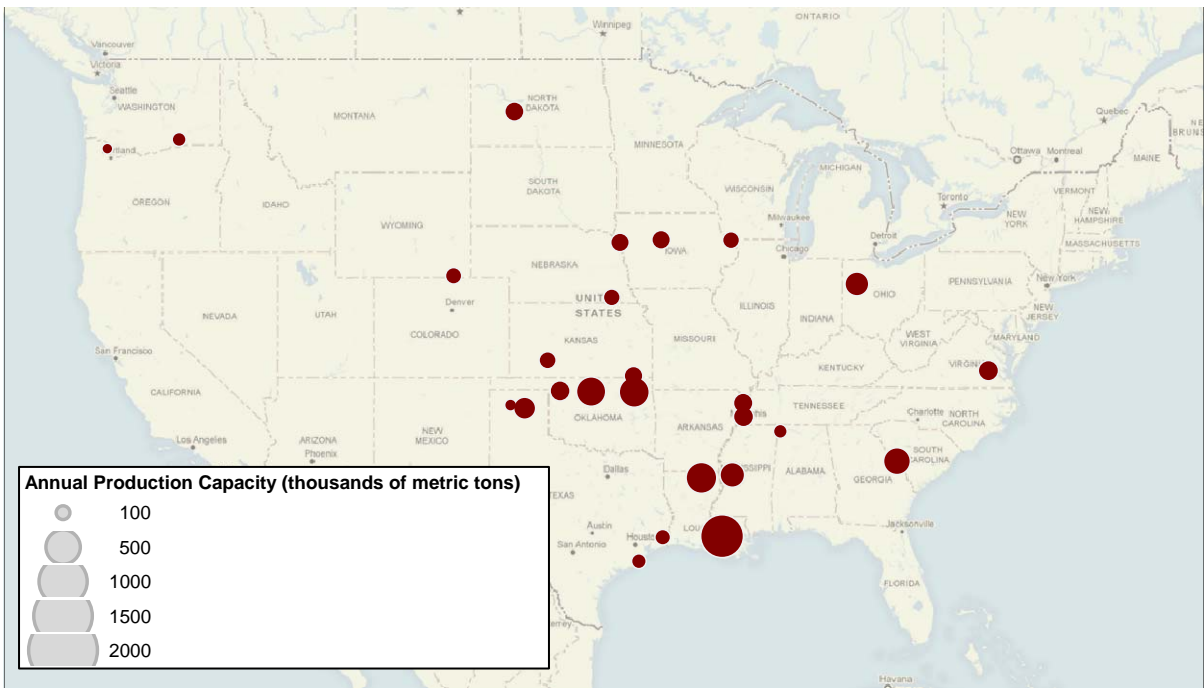 ONTARIO
Winnipeg
Vancouver
Victoria
Seattle
WASHINGTON
NORTH
DAKOTA
MONTANA
Quebec
MINNESOTA
Ottawa
Montreal
MAINE
MICHIGAN
SOUTH
DAKOTA
WISCONSIN
VERMONT
Toronto
OREGON
IDAHO
NEW
HAMPSHIRE
NEW
YORK
WYOMING
Milwaukee
Detroit
MASSACHUSETTS
Chicago
IOWA
NEBRASKA
New York
PENNSYLVANIA
OHIO
NEW
JERSEY
UNITED
STATES
ILLINOIS
INDIANA
Denver
NEVADA
UTAH
COLORADO
WEST
VIRGINIA
MARYLAND
KANSAS
MISSOURI
San Francisco
KENTUCKY
VIRGINIA
CALIFORNIA
TENNESSEE
Charlotte
NORTH
CAROLINA
OKLAHOMA
ARKANSAS
Los Angeles
ARIZONA
Phoenix
NEW
MEXICO
SOUTH
CAROLINA
Dallas
ALABAMA
GEORGIA
Annual Production Capacity (thousands of metric tons)
100
500
1000
1500
2000
TEXAS
Austin
Houston
San Antonio
Jacksonville
FLORIDA
Havana